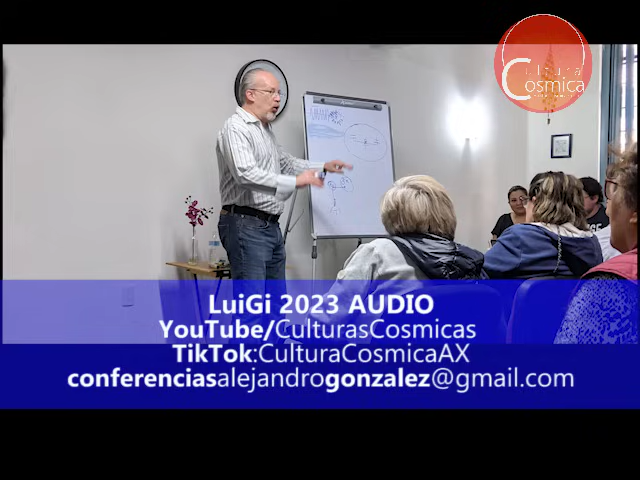 Cultura
Cosmica
LuiGi 2023 AUDIO
YouTube/CulturasCosmicas
TikTok:CulturaCosmicaAX
conferenciasalejandrogonzalez@gmail.com